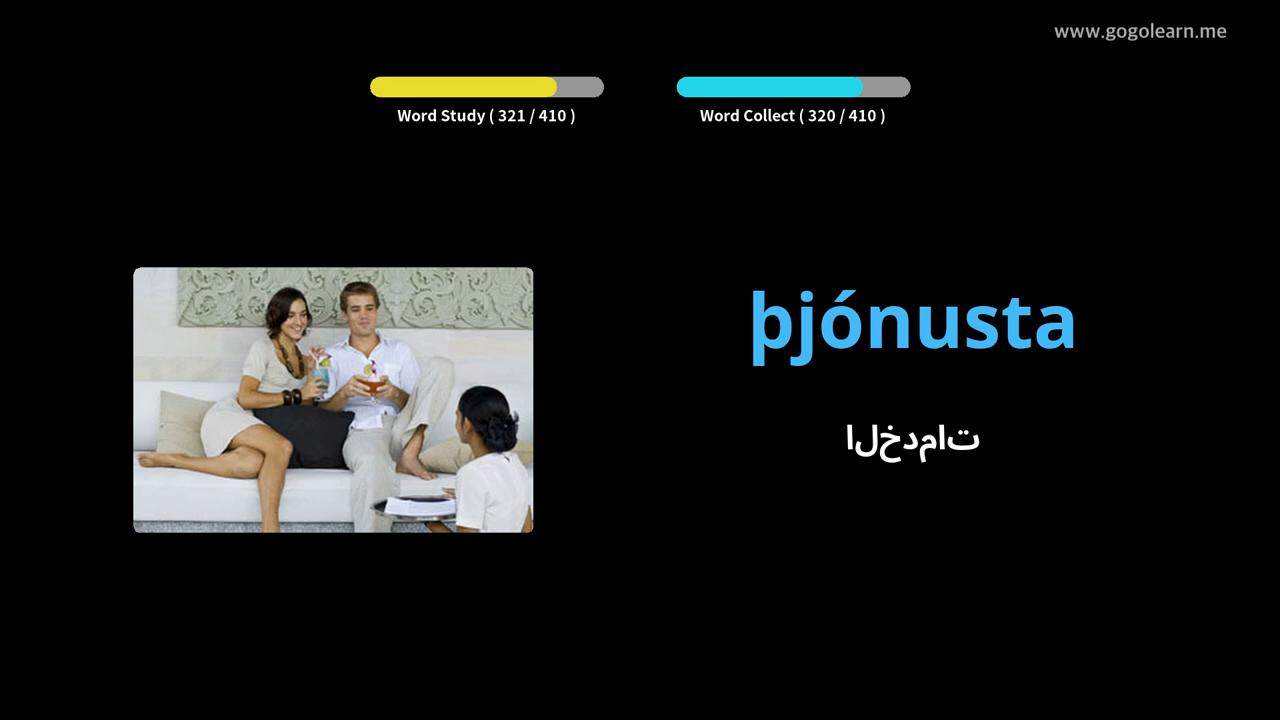 www.gogolearn.me
Word Study ( 321 / 410 )
Word Collect ( 320 / 410 )
þjónusta
الخدمات